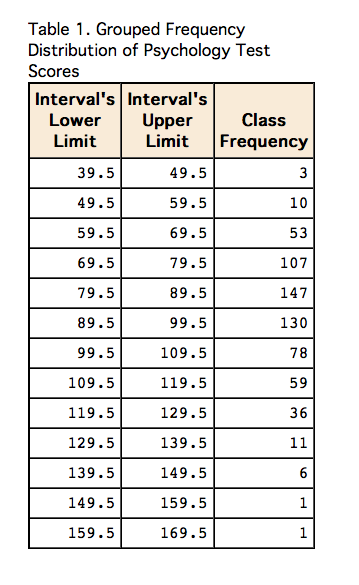 Table 1. Grouped Frequency
Distribution of Psychology Test
Scores
Interval's Lower Limit Interval's Upper Limit Class Frequency
39.5 49.5 3
49.5 59.5 10
59.5 69.5 53
69.5 79.5 107
79.5 89.5 147
89.5 99.5 130
99.5 109.5 78
109.5 119.5 59
119.5 129.5 36
129.5 139.5 11
139.5 149.5 6
149.5 159.5 1
159.5 169.5 1